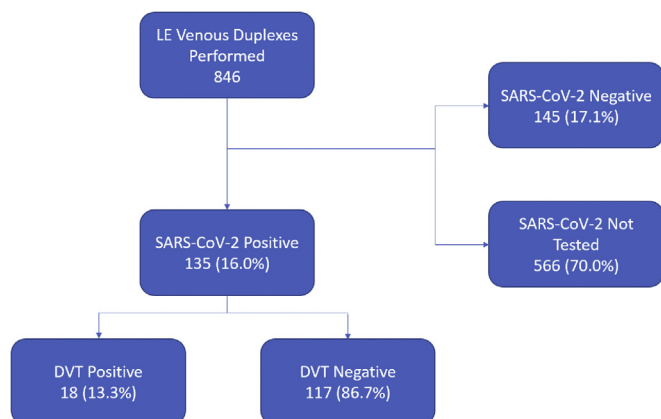 LE Venous Duplexes
Performed
846
SARS-CoV-2 Negative
145 (17.1%)
SARS-CoV-2 Positive
135 (16.0%)
SARS-CoV-2 Not
Tested
566 (70.0%)
DVT Positive
18 (13.3%)
DVT Negative
117 (86.7%)